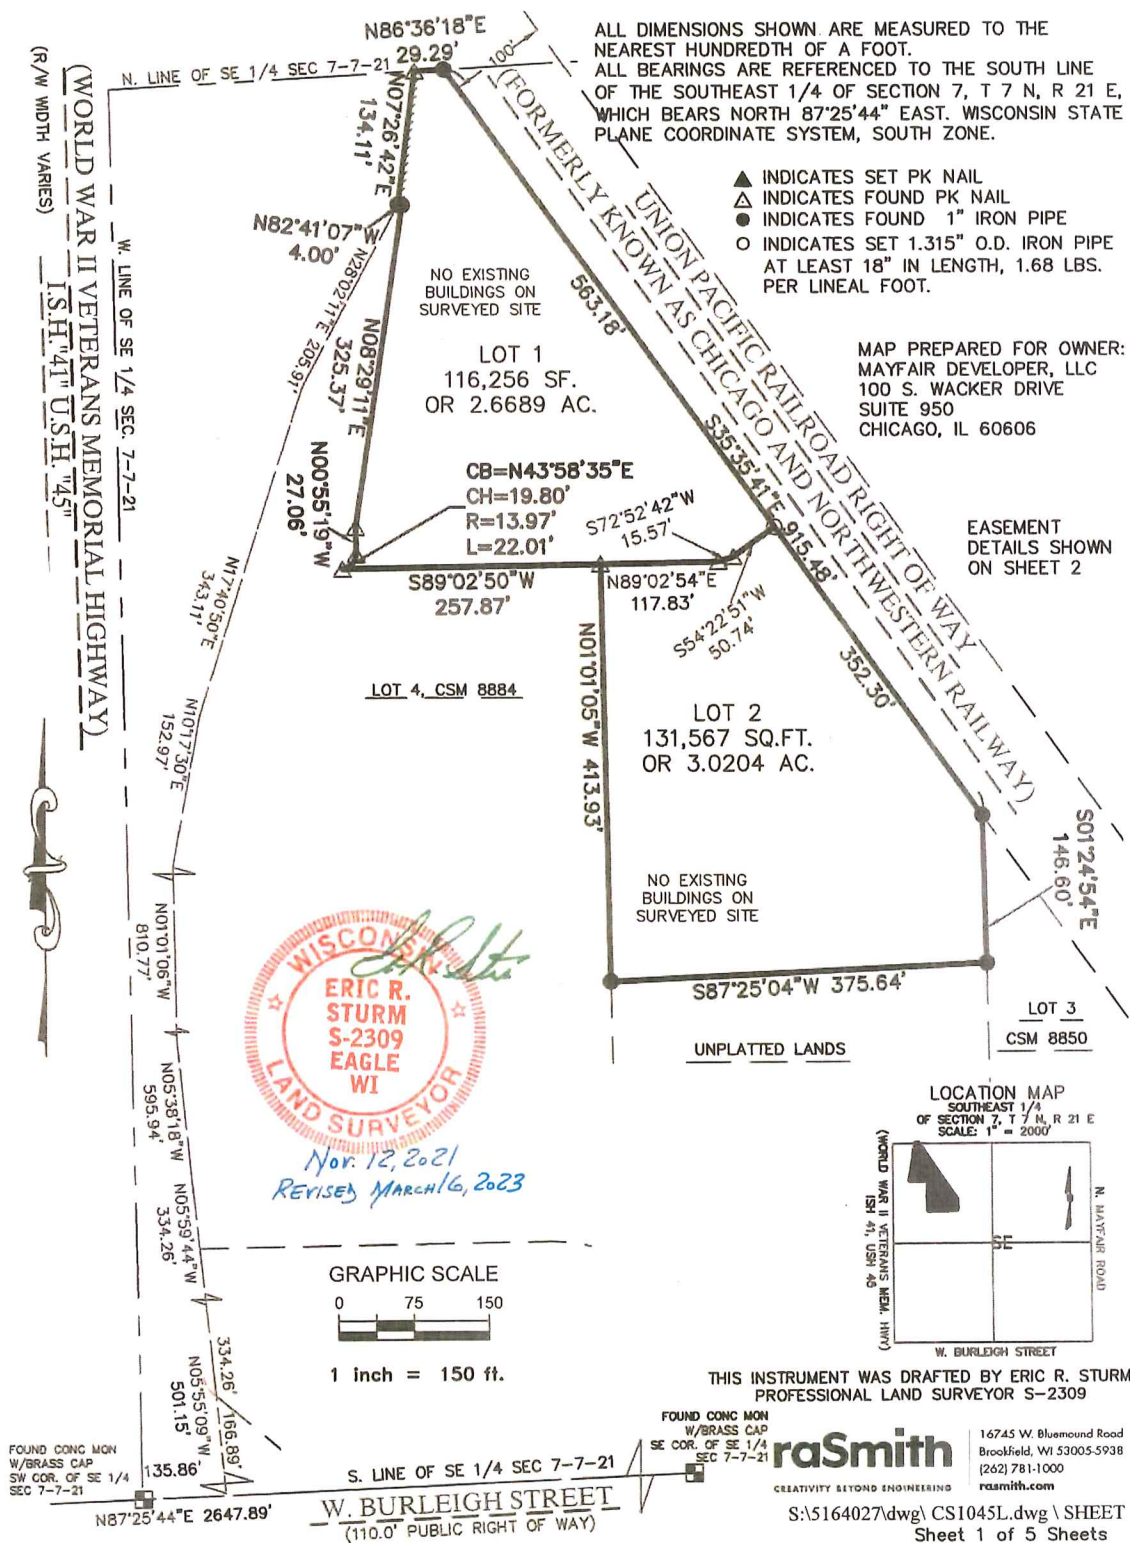 N86°36'18"E
29.29'
N. LINE OF SE 1/4 SEC 7-7-21
100'
ALL DIMENSIONS SHOWN ARE MEASURED TO THE
NEAREST HUNDREDTH OF A FOOT.
ALL BEARINGS ARE REFERENCED TO THE SOUTH LINE
OF THE SOUTHEAST 1/4 OF SECTION 7, T 7 N, R 21 E,
WHICH BEARS NORTH 87°25'44" EAST. WISCONSIN STATE
PLANE COORDINATE SYSTEM, SOUTH ZONE.
▲ INDICATES SET PK NAIL
△ INDICATES FOUND PK NAIL
● INDICATES FOUND 1" IRON PIPE
○ INDICATES SET 1.315" O.D. IRON PIPE
AT LEAST 18" IN LENGTH, 1.68 LBS.
PER LINEAL FOOT.
(WORLD WAR II VETERANS MEMORIAL HIGHWAY)
I.S.H."41" U.S.H. "45"
(R/W WIDTH VARIES)
W. LINE OF SE 1/4 SEC. 7-7-21
N07°26'42"E
134.11'
N82°41'07"W
4.00'
N28°02'11"E 205.91'
N08°29'11"E
325.37'
NO EXISTING
BUILDINGS ON
SURVEYED SITE
LOT 1
116,256 SF.
OR 2.6689 AC.
563.18'
UNION PACIFIC RAILROAD RIGHT OF WAY
(FORMERLY KNOWN AS CHICAGO AND NORTHWESTERN RAILWAY)
S35°35'41"E 915.48'
MAP PREPARED FOR OWNER:
MAYFAIR DEVELOPER, LLC
100 S. WACKER DRIVE
SUITE 950
CHICAGO, IL 60606
N00°55'19"W
27.06'
CB=N43°58'35"E
CH=19.80'
R=13.97'
L=22.01'
S72°52'42"W
15.57'
EASEMENT
DETAILS SHOWN
ON SHEET 2
S89°02'50"W
257.87'
N89°02'54"E
117.83'
S54°22'51"W
50.74'
N17°40'50"E
343.11'
LOT 4, CSM 8884
N01°01'05"W 413.93'
352.30'
LOT 2
131,567 SQ.FT.
OR 3.0204 AC.
N10°17'30"E
152.97'
S01°24'54"E
146.60'
NO EXISTING
BUILDINGS ON
SURVEYED SITE
N01°01'06"W
810.77'
S87°25'04"W 375.64'
LOT 3
CSM 8850
UNPLATTED LANDS
WISCONSIN
ERIC R.
STURM
S-2309
EAGLE
WI
LAND SURVEYOR
Nov. 12, 2021
REVISED MARCH 16, 2023
N05°38'18"W
595.94'
N05°59'44"W
334.26'
LOCATION MAP
SOUTHEAST 1/4
OF SECTION 7, T 7 N, R 21 E
SCALE: 1" = 2000'
(WORLD WAR II VETERANS MEM. HWY)
ISH 41, USH 45
N. MAYFAIR ROAD
W. BURLEIGH STREET
GRAPHIC SCALE
0 75 150
1 inch = 150 ft.
334.26'
N05°55'09"W
501.15'
166.89'
THIS INSTRUMENT WAS DRAFTED BY ERIC R. STURM
PROFESSIONAL LAND SURVEYOR S-2309
FOUND CONC MON
W/BRASS CAP
SW COR. OF SE 1/4
SEC 7-7-21
135.86'
N87°25'44"E 2647.89'
S. LINE OF SE 1/4 SEC 7-7-21
W. BURLEIGH STREET
(110.0' PUBLIC RIGHT OF WAY)
FOUND CONC MON
W/BRASS CAP
SE COR. OF SE 1/4
SEC 7-7-21
raSmith
CREATIVITY BEYOND ENGINEERING
16745 W. Bluemound Road
Brookfield, WI 53005-5938
(262) 781-1000
rasmith.com
S:\5164027\dwg\ CS1045L.dwg \ SHEET
Sheet 1 of 5 Sheets